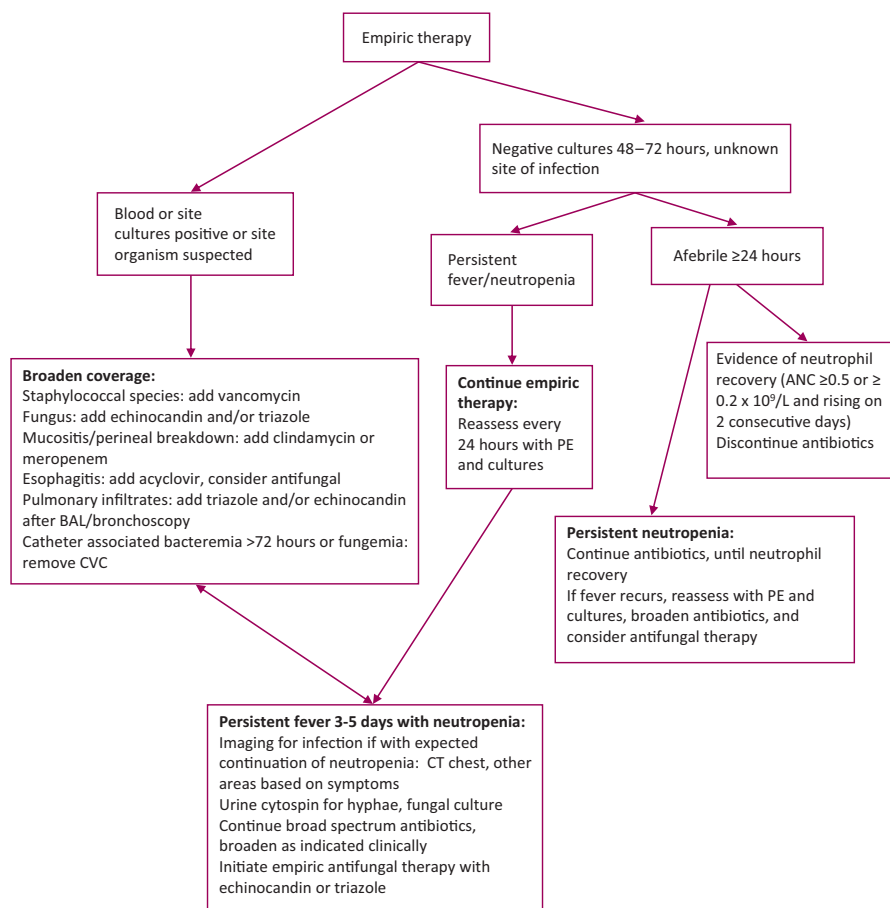 Empiric therapy
Negative cultures 48–72 hours, unknown
site of infection
Blood or site
cultures positive or site
organism suspected
Persistent
fever/neutropenia
Afebrile ≥24 hours
Broaden coverage:
Staphylococcal species: add vancomycin
Fungus: add echinocandin and/or triazole
Mucositis/perineal breakdown: add clindamycin or
meropenem
Esophagitis: add acyclovir, consider antifungal
Pulmonary infiltrates: add triazole and/or echinocandin
after BAL/bronchoscopy
Catheter associated bacteremia >72 hours or fungemia:
remove CVC
Continue empiric
therapy:
Reassess every
24 hours with PE
and cultures
Evidence of neutrophil
recovery (ANC ≥0.5 or ≥
0.2 x 10⁹/L and rising on
2 consecutive days)
Discontinue antibiotics
Persistent neutropenia:
Continue antibiotics, until neutrophil
recovery
If fever recurs, reassess with PE and
cultures, broaden antibiotics, and
consider antifungal therapy
Persistent fever 3-5 days with neutropenia:
Imaging for infection if with expected
continuation of neutropenia: CT chest, other
areas based on symptoms
Urine cytospin for hyphae, fungal culture
Continue broad spectrum antibiotics,
broaden as indicated clinically
Initiate empiric antifungal therapy with
echinocandin or triazole